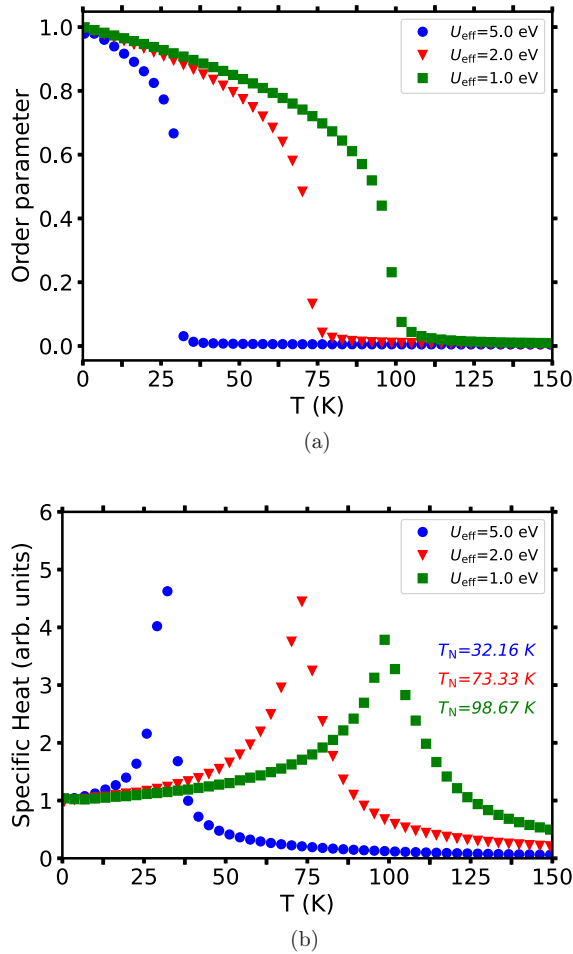 1.0
0.8
0.6
0.4
0.2
0.0
Order parameter
U_eff=5.0 eV
U_eff=2.0 eV
U_eff=1.0 eV
0 25 50 75 100 125 150
T (K)
(a)
6
5
4
3
2
1
0
Specific Heat (arb. units)
U_eff=5.0 eV
U_eff=2.0 eV
U_eff=1.0 eV
T_N=32.16 K
T_N=73.33 K
T_N=98.67 K
0 25 50 75 100 125 150
T (K)
(b)